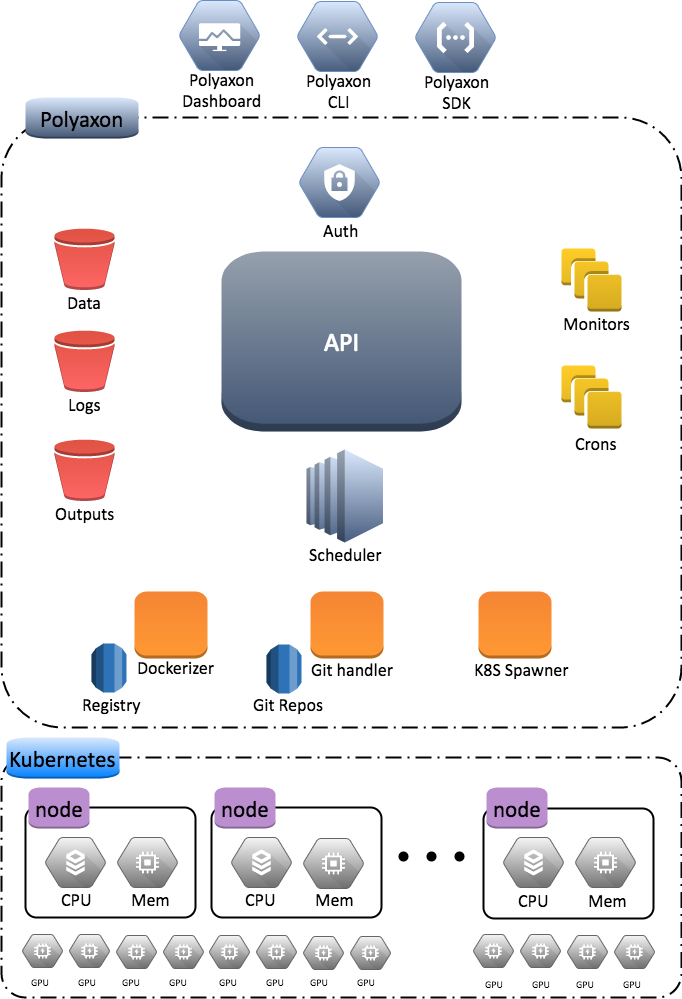 Polyaxon
Dashboard
Polyaxon
CLI
Polyaxon
SDK
Polyaxon
Auth
API
Data
Logs
Outputs
Monitors
Crons
Scheduler
Dockerizer
Registry
Git handler
Git Repos
K8S Spawner
Kubernetes
node
CPU Mem
node
CPU Mem
node
CPU Mem
GPU GPU GPU GPU GPU GPU GPU GPU GPU GPU GPU GPU